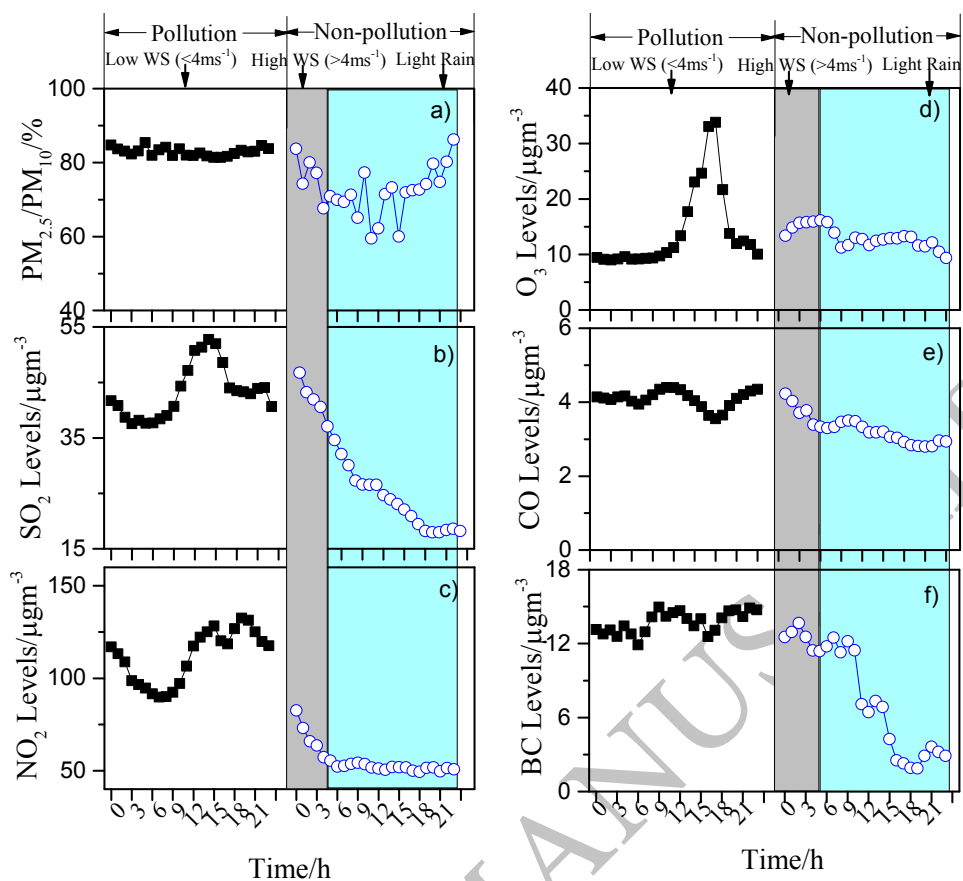 Pollution Non-pollution
Low WS (<4ms⁻¹) High WS (>4ms⁻¹) Light Rain
Pollution Non-pollution
Low WS (<4ms⁻¹) High WS (>4ms⁻¹) Light Rain
a)
PM₂.₅/PM₁₀/%
100
80
60
40
b)
SO₂ Levels/µgm⁻³
55
35
15
c)
NO₂ Levels/µgm⁻³
150
100
50
0 3 6 9 12 15 18 21 0 3 6 9 12 15 18 21
Time/h
d)
O₃ Levels/µgm⁻³
40
30
20
10
0
e)
CO Levels/µgm⁻³
6
4
2
0
f)
BC Levels/µgm⁻³
18
12
6
0
0 3 6 9 12 15 18 21 0 3 6 9 12 15 18 21
Time/h
MANUS